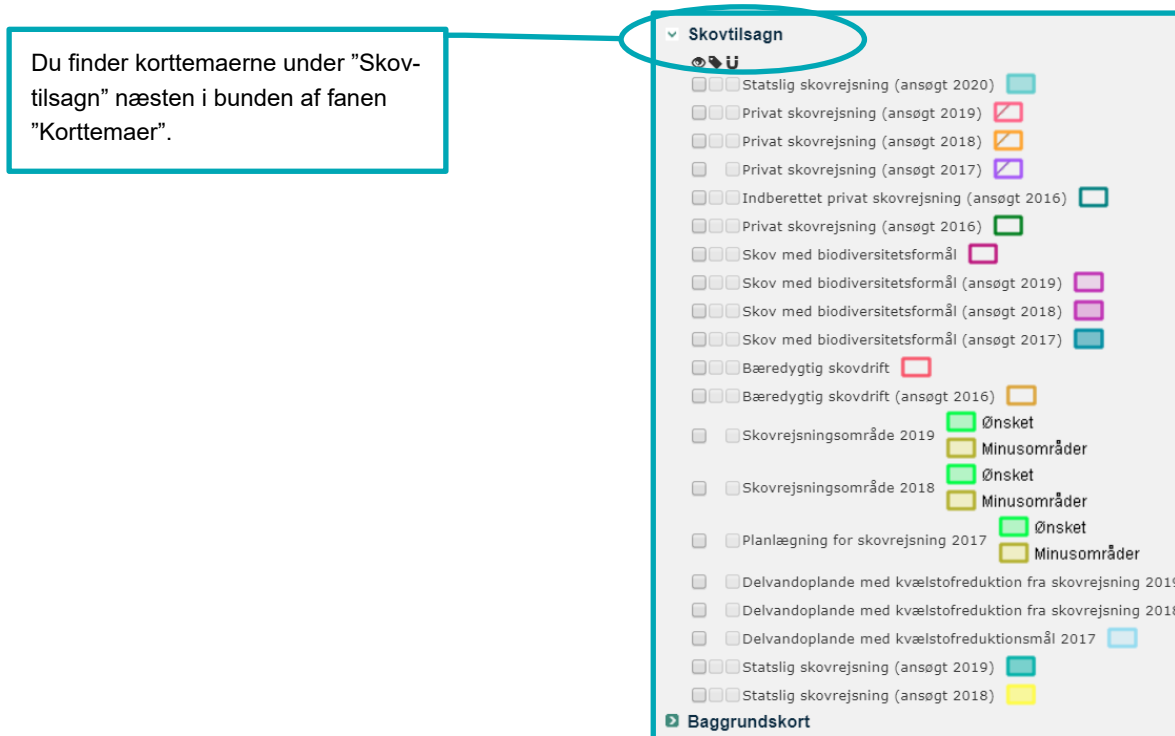 Du finder korttemaerne under ”Skov-
tilsagn” næsten i bunden af fanen
”Korttemaer”.
Skovtilsagn
Statslig skovrejsning (ansøgt 2020)
Privat skovrejsning (ansøgt 2019)
Privat skovrejsning (ansøgt 2018)
Privat skovrejsning (ansøgt 2017)
Indberettet privat skovrejsning (ansøgt 2016)
Privat skovrejsning (ansøgt 2016)
Skov med biodiversitetsformål
Skov med biodiversitetsformål (ansøgt 2019)
Skov med biodiversitetsformål (ansøgt 2018)
Skov med biodiversitetsformål (ansøgt 2017)
Bæredygtig skovdrift
Bæredygtig skovdrift (ansøgt 2016)
Skovrejsningsområde 2019
Ønsket
Minusområder
Skovrejsningsområde 2018
Ønsket
Minusområder
Planlægning for skovrejsning 2017
Ønsket
Minusområder
Delvandoplande med kvælstofreduktion fra skovrejsning 2019
Delvandoplande med kvælstofreduktion fra skovrejsning 2018
Delvandoplande med kvælstofreduktionsmål 2017
Statslig skovrejsning (ansøgt 2019)
Statslig skovrejsning (ansøgt 2018)
Baggrundskort